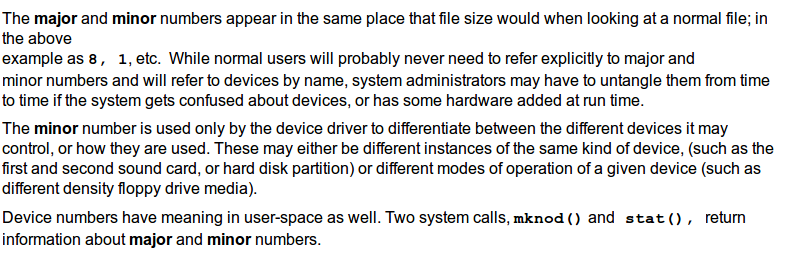 The major and minor numbers appear in the same place that file size would when looking at a normal file; in
the above
example as 8, 1, etc. While normal users will probably never need to refer explicitly to major and
minor numbers and will refer to devices by name, system administrators may have to untangle them from time
to time if the system gets confused about devices, or has some hardware added at run time.
The minor number is used only by the device driver to differentiate between the different devices it may
control, or how they are used. These may either be different instances of the same kind of device, (such as the
first and second sound card, or hard disk partition) or different modes of operation of a given device (such as
different density floppy drive media).
Device numbers have meaning in user-space as well. Two system calls, mknod() and stat(), return
information about major and minor numbers.